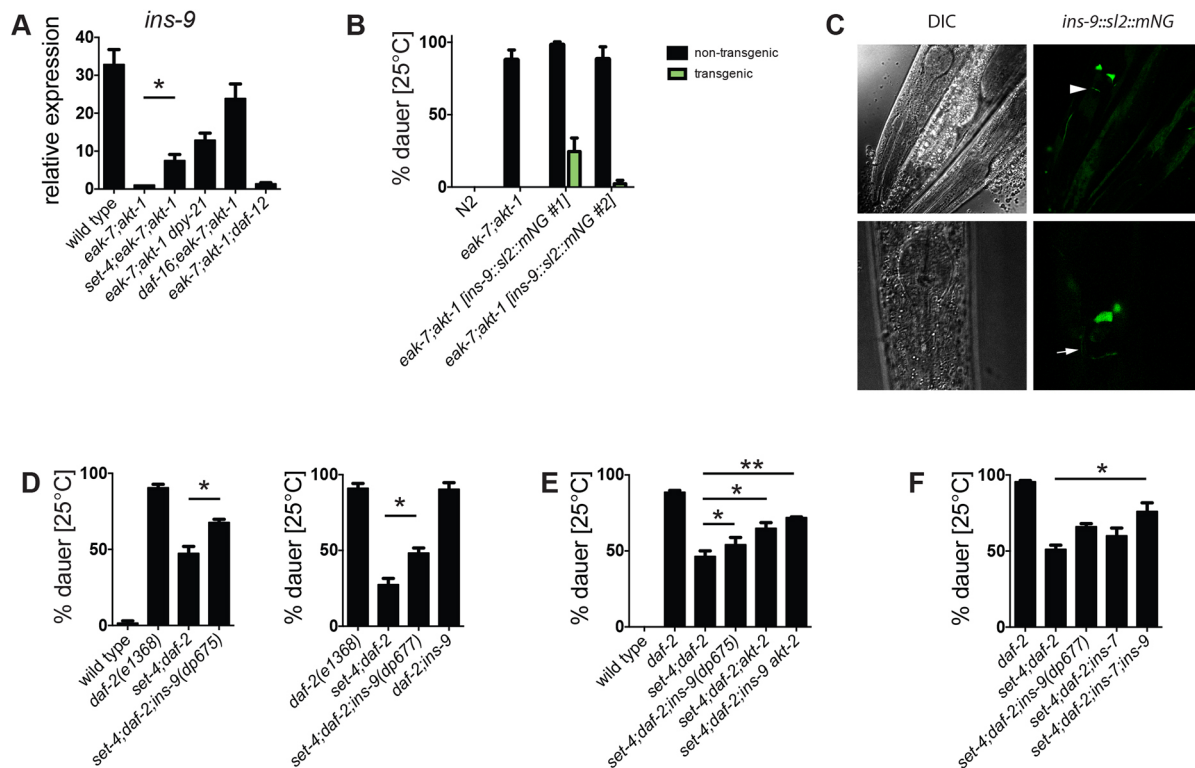 A
ins-9
relative expression
40
30
20
10
0
*
wild type
eak-7;akt-1
set-4;eak-7;akt-1
eak-7;akt-1 dpy-21
daf-16;eak-7;akt-1
eak-7;akt-1;daf-12
B
% dauer [25°C]
100
50
0
non-transgenic
transgenic
N2
eak-7;akt-1
eak-7;akt-1 [ins-9::sl2::mNG #1]
eak-7;akt-1 [ins-9::sl2::mNG #2]
C
DIC
ins-9::sl2::mNG
D
% dauer [25°C]
100
50
0
*
wild type
daf-2(e1368)
set-4;daf-2
set-4;daf-2;ins-9(dp675)
% dauer [25°C]
100
50
0
*
daf-2(e1368)
set-4;daf-2
set-4;daf-2;ins-9(dp677)
daf-2;ins-9
E
% dauer [25°C]
100
50
0
**
*
*
wild type
daf-2
set-4;daf-2
set-4;daf-2;ins-9(dp675)
set-4;daf-2;akt-2
set-4;daf-2;ins-9 akt-2
F
% dauer [25°C]
100
50
0
*
daf-2
set-4;daf-2
set-4;daf-2;ins-9(dp677)
set-4;daf-2;ins-7
set-4;daf-2;ins-7;ins-9